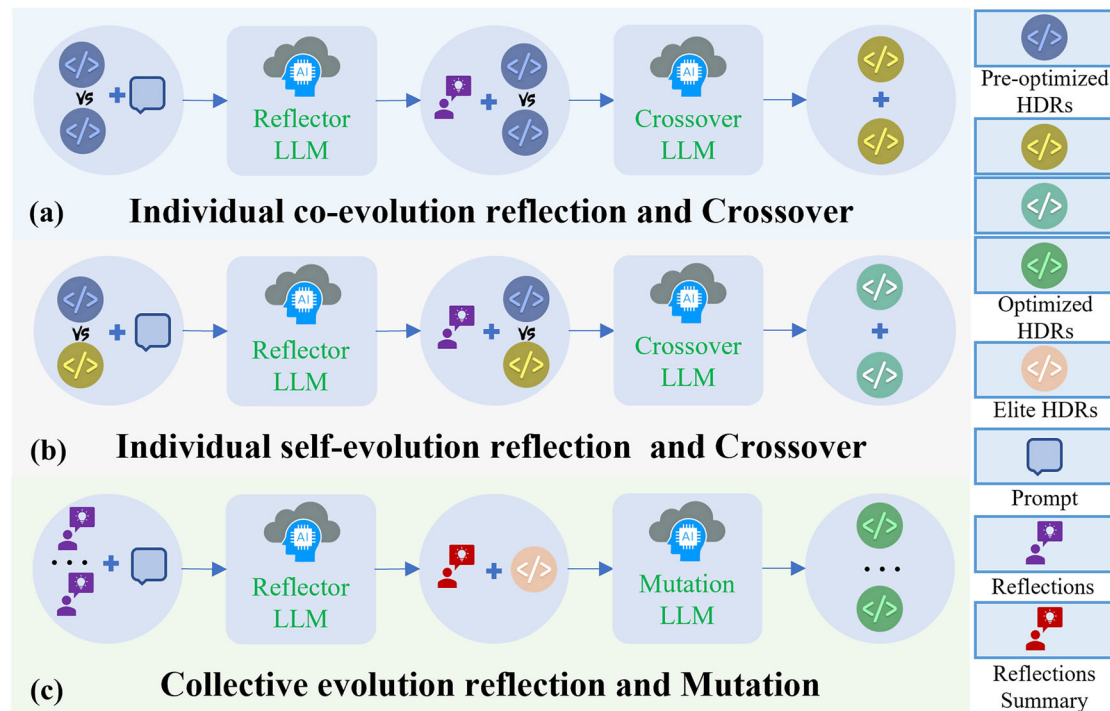 </>
vs
</>
AI
Reflector
LLM
</>
vs
</>
AI
Crossover
LLM
</>
</>
(a) Individual co-evolution reflection and Crossover
</>
vs
</>
AI
Reflector
LLM
</>
vs
</>
AI
Crossover
LLM
</>
</>
(b) Individual self-evolution reflection and Crossover
AI
Reflector
LLM
</>
AI
Mutation
LLM
</>
...
</>
(c) Collective evolution reflection and Mutation
</>
Pre-optimized
HDRs
</>
</>
</>
Optimized
HDRs
</>
Elite HDRs
Prompt
Reflections
Reflections
Summary